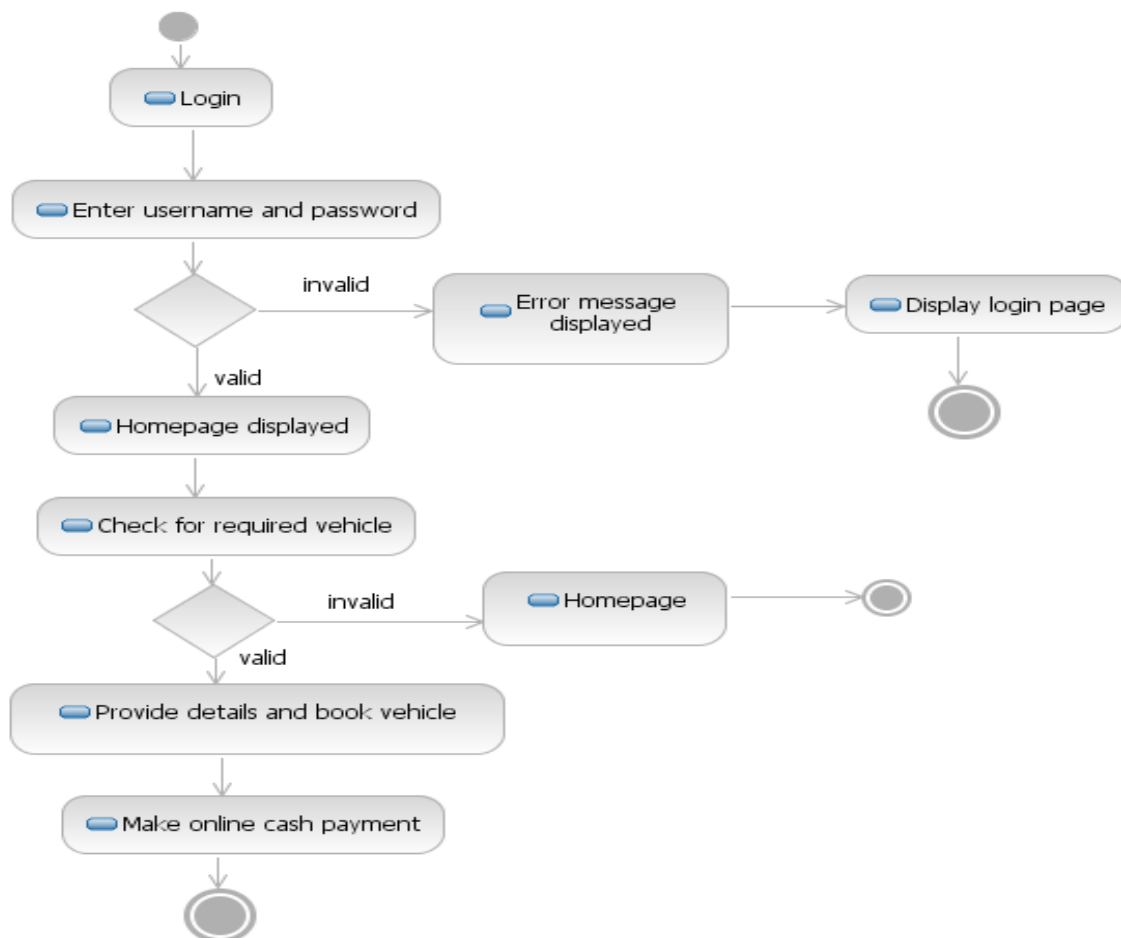 Login
Enter username and password
invalid
Error message
displayed
Display login page
valid
Homepage displayed
Check for required vehicle
invalid
Homepage
valid
Provide details and book vehicle
Make online cash payment